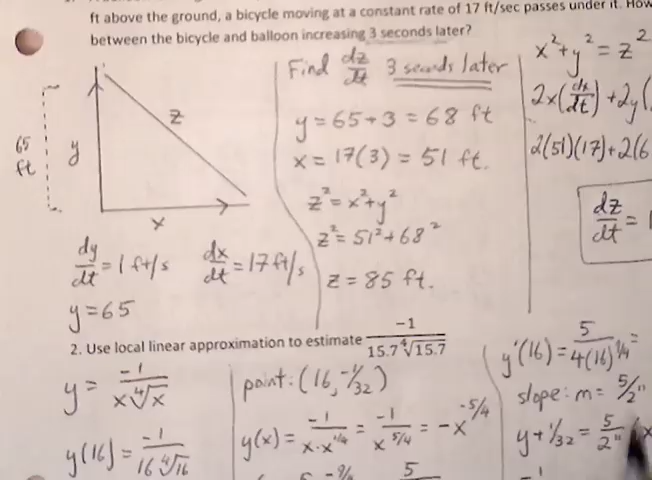 ft above the ground, a bicycle moving at a constant rate of 17 ft/sec passes under it. How
between the bicycle and balloon increasing 3 seconds later?
65 ft
y
z
x
dy/dt = 1 ft/s
dx/dt = 17 ft/s
y = 65
Find dz/dt 3 seconds later
y = 65 + 3 = 68 ft
x = 17(3) = 51 ft.
z² = x² + y²
z² = 51² + 68²
z = 85 ft.
x² + y² = z²
2x(dx/dt) + 2y(
2(51)(17) + 2(6
dz/dt =
2. Use local linear approximation to estimate -1/(15.7 ⁴√15.7)
y = -1/(x ⁴√x)
y(16) = -1/(16 ⁴√16)
point: (16, -1/32)
y(x) = -1/(x·x^(1/4)) = -1/x^(5/4) = -x^(-5/4)
y'(16) = 5/(4(16)^(9/4)) =
slope: m = 5/2¹¹
y + 1/32 = 5/2¹¹ (x